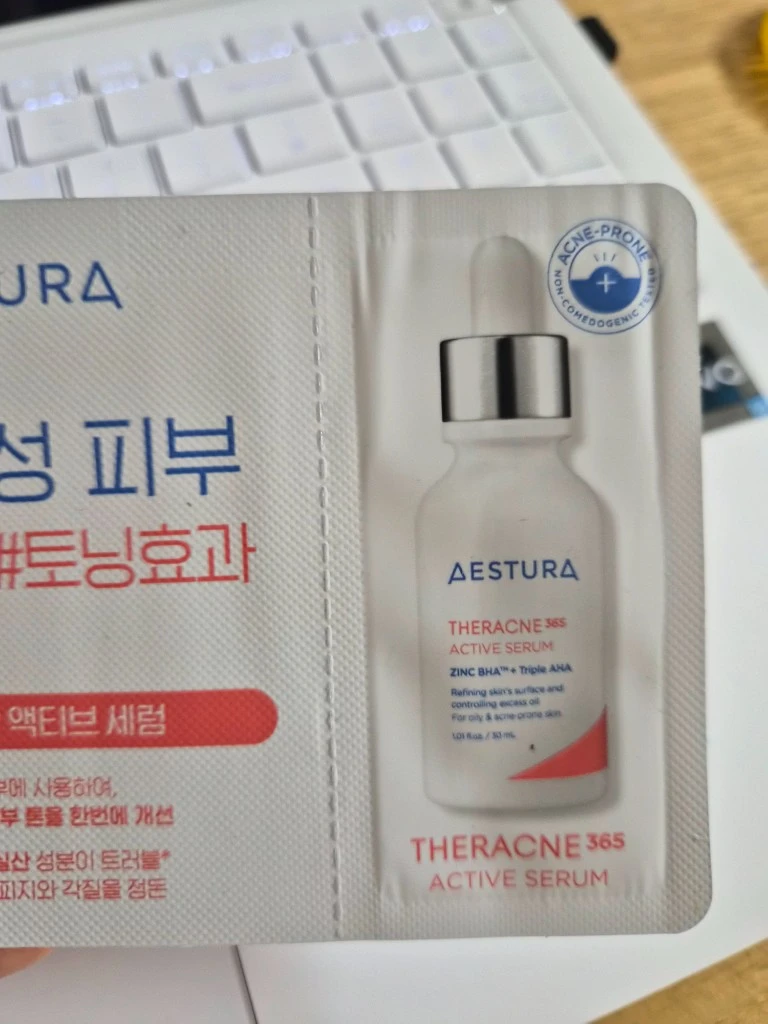 URA
성 피부
#토닝효과
액티브 세럼
부에 사용하여,
부 톤을 한번에 개선
실산 성분이 트러블*
피지와 각질을 정돈
ACNE-PRONE
NON-COMEDOGENIC TESTED
AESTURA
THERACNE 365
ACTIVE SERUM
ZINC BHA™ + Triple AHA
Refining skin's surface and
controlling excess oil
For oily & acne-prone skin
1.01 fl.oz. / 30 mL
THERACNE 365
ACTIVE SERUM